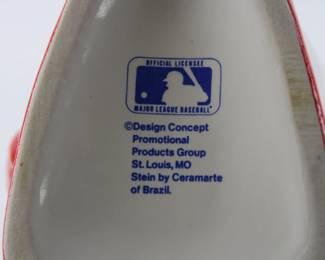 OFFICIAL LICENSEE
MAJOR LEAGUE BASEBALL
©Design Concept
Promotional
Products Group
St. Louis, MO
Stein by Ceramarte
of Brazil.